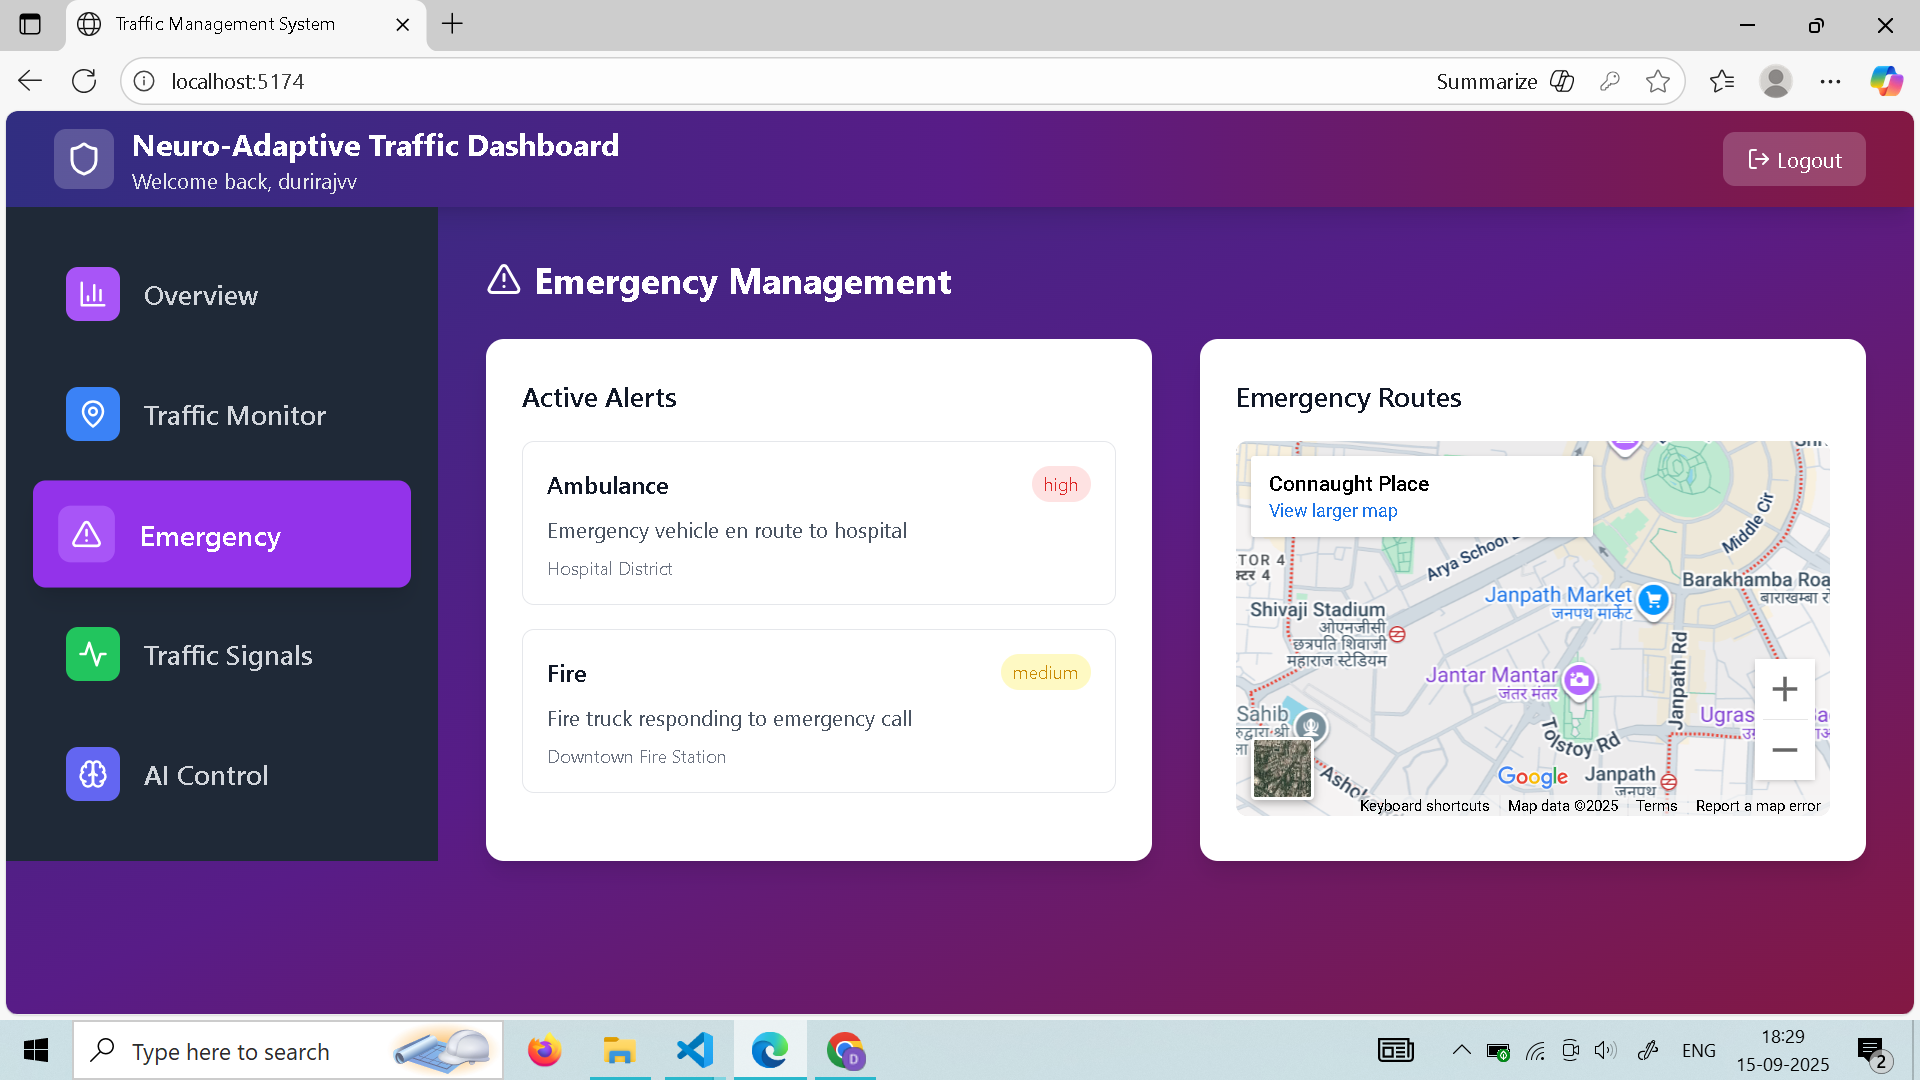 Traffic Management System
localhost:5174
Summarize
Neuro-Adaptive Traffic Dashboard
Welcome back, durirajvv
Logout
Overview
Traffic Monitor
Emergency
Traffic Signals
AI Control
Emergency Management
Active Alerts
Ambulance
high
Emergency vehicle en route to hospital
Hospital District
Fire
medium
Fire truck responding to emergency call
Downtown Fire Station
Emergency Routes
Connaught Place
View larger map
Middle Cir
Arya School
TOR 4
क्टर 4
Barakhamba Roa
बाराखम्बा
Janpath Market
जनपथ मार्केट
Shivaji Stadium
ओएनजीसी
छत्रपति शिवाजी
महाराज स्टेडियम
Janpath Rd
Jantar Mantar
जंतर मंतर
Sahib
Ugras
Tolstoy Rd
Ashok
Google
Janpath
जनपथ
Keyboard shortcuts
Map data ©2025
Terms
Report a map error
Type here to search
D
ENG
18:29
15-09-2025
2